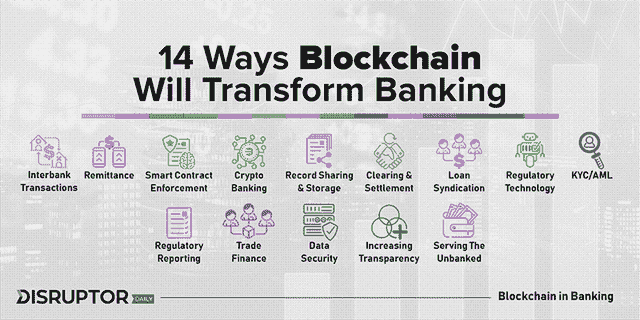 14 Ways Blockchain
Will Transform Banking
Interbank
Transactions
Remittance
Smart Contract
Enforcement
Crypto
Banking
Record Sharing
& Storage
Clearing &
Settlement
Loan
Syndication
Regulatory
Technology
KYC/AML
Regulatory
Reporting
Trade
Finance
Data
Security
Increasing
Transparency
Serving The
Unbanked
DISRUPTOR DAILY
Blockchain in Banking